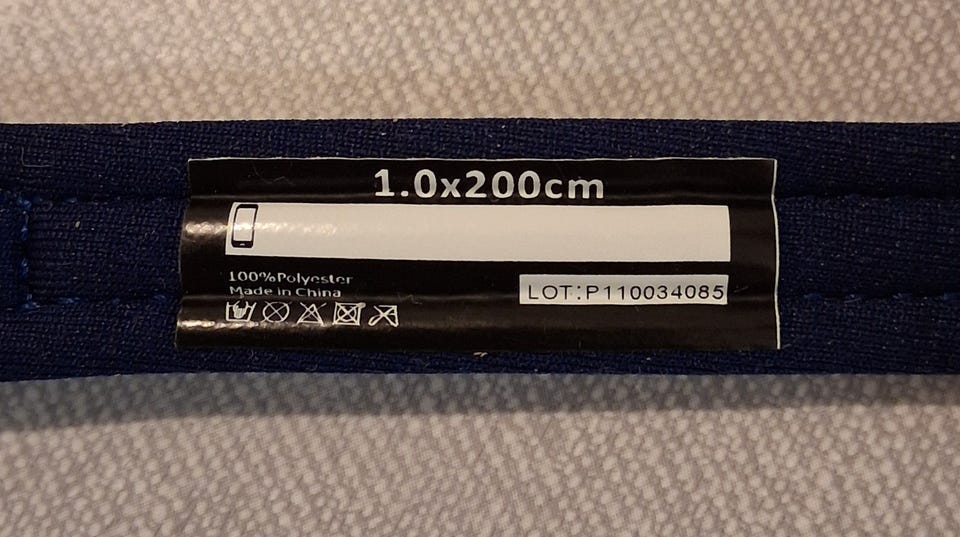 1.0x200cm
100%Polyester
Made in China
LOT:P110034085